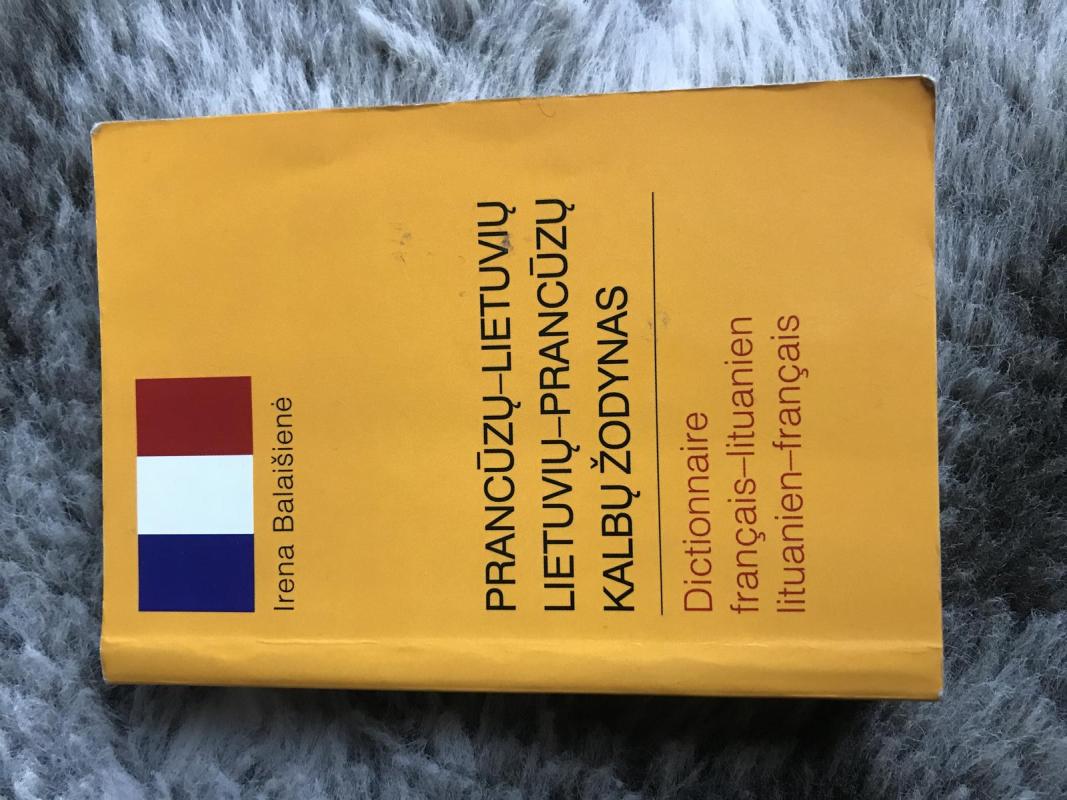 Irena Balaišienė
PRANCŪZŲ–LIETUVIŲ
LIETUVIŲ–PRANCŪZŲ
KALBŲ ŽODYNAS
Dictionnaire
français–lituanien
lituanien–français